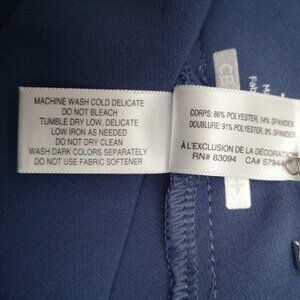 MACHINE WASH COLD DELICATE
DO NOT BLEACH
TUMBLE DRY LOW, DELICATE
LOW IRON AS NEEDED
DO NOT DRY CLEAN
WASH DARK COLORS SEPARATELY
DO NOT USE FABRIC SOFTENER
CORPS: 86% POLYESTER, 14% SPANDEX
DOUBLURE: 91% POLYESTER, 9% SPANDEX
À L'EXCLUSION DE LA DÉCORATION
RN# 83094 CA# 5794